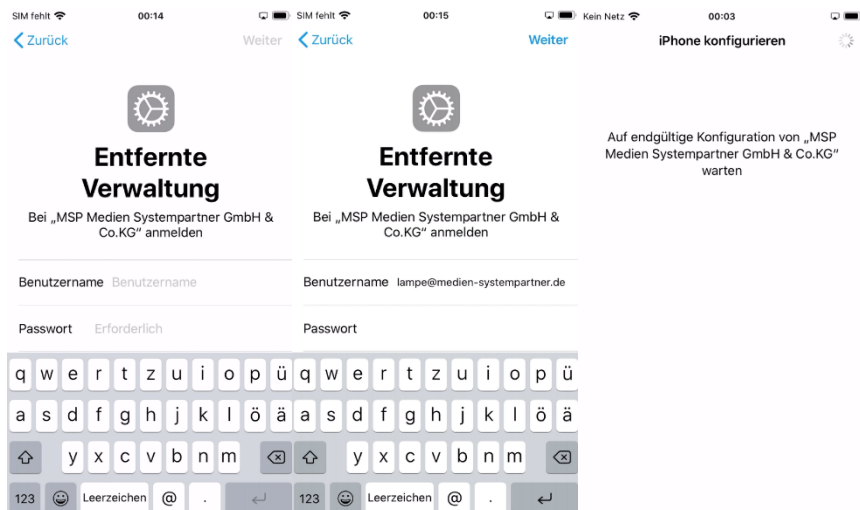 SIM fehlt 00:14
Zurück Weiter
Entfernte
Verwaltung
Bei „MSP Medien Systempartner GmbH &
Co.KG“ anmelden
Benutzername Benutzername
Passwort Erforderlich
q w e r t z u i o p ü
a s d f g h j k l ö ä
y x c v b n m
123 Leerzeichen @ .
SIM fehlt 00:15
Zurück Weiter
Entfernte
Verwaltung
Bei „MSP Medien Systempartner GmbH &
Co.KG“ anmelden
Benutzername lampe@medien-systempartner.de
Passwort
q w e r t z u i o p ü
a s d f g h j k l ö ä
y x c v b n m
123 Leerzeichen @ .
Kein Netz 00:03
iPhone konfigurieren
Auf endgültige Konfiguration von „MSP
Medien Systempartner GmbH & Co.KG“
warten